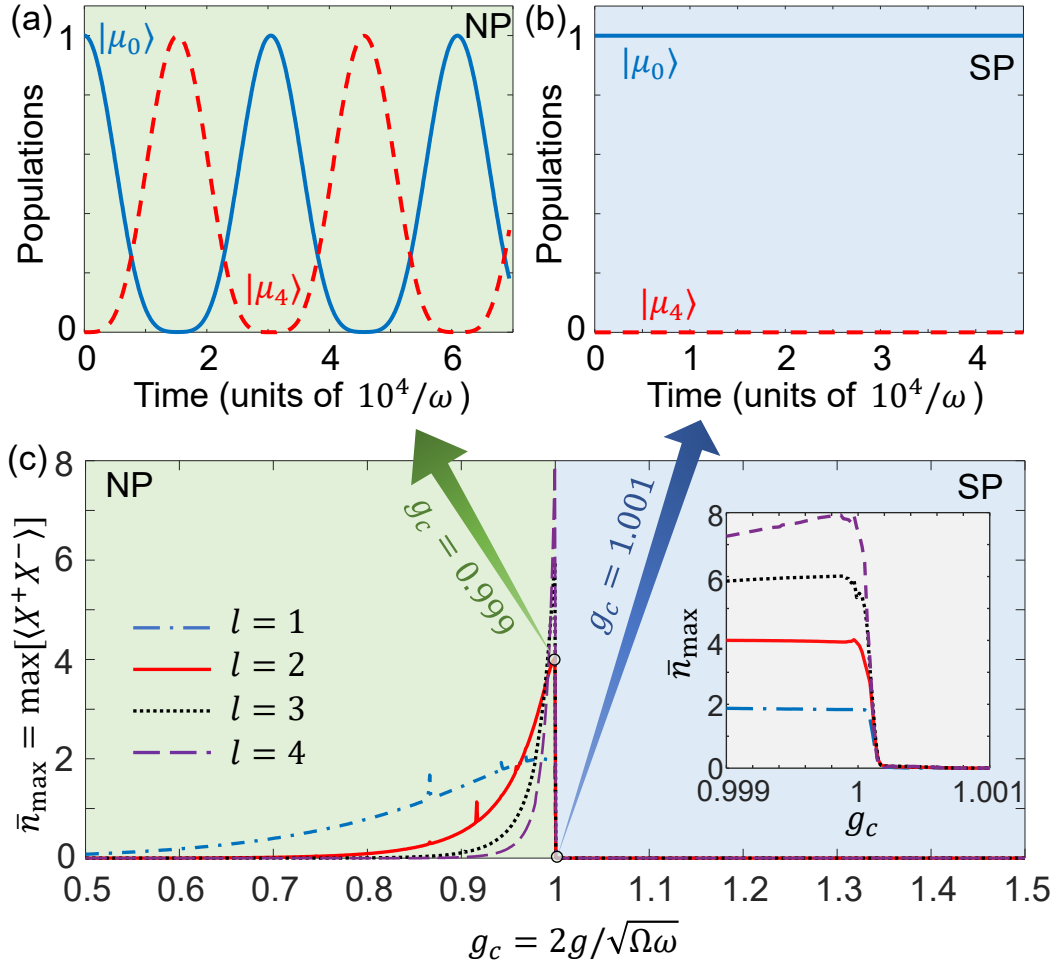 (a)
NP
1
|μ₀⟩
|μ₄⟩
Populations
0
0 2 4 6
Time (units of 10⁴/ω)
(b)
1
|μ₀⟩
SP
|μ₄⟩
Populations
0
0 1 2 3 4
Time (units of 10⁴/ω)
(c)
NP
SP
g_c = 0.999
g_c = 1.001
n̄_max = max[⟨X⁺X⁻⟩]
8
6
4
2
0
l = 1
l = 2
l = 3
l = 4
n̄_max
8
6
4
2
0
0.999 1 1.001
g_c
0.5 0.6 0.7 0.8 0.9 1 1.1 1.2 1.3 1.4 1.5
g_c = 2g/√Ωω